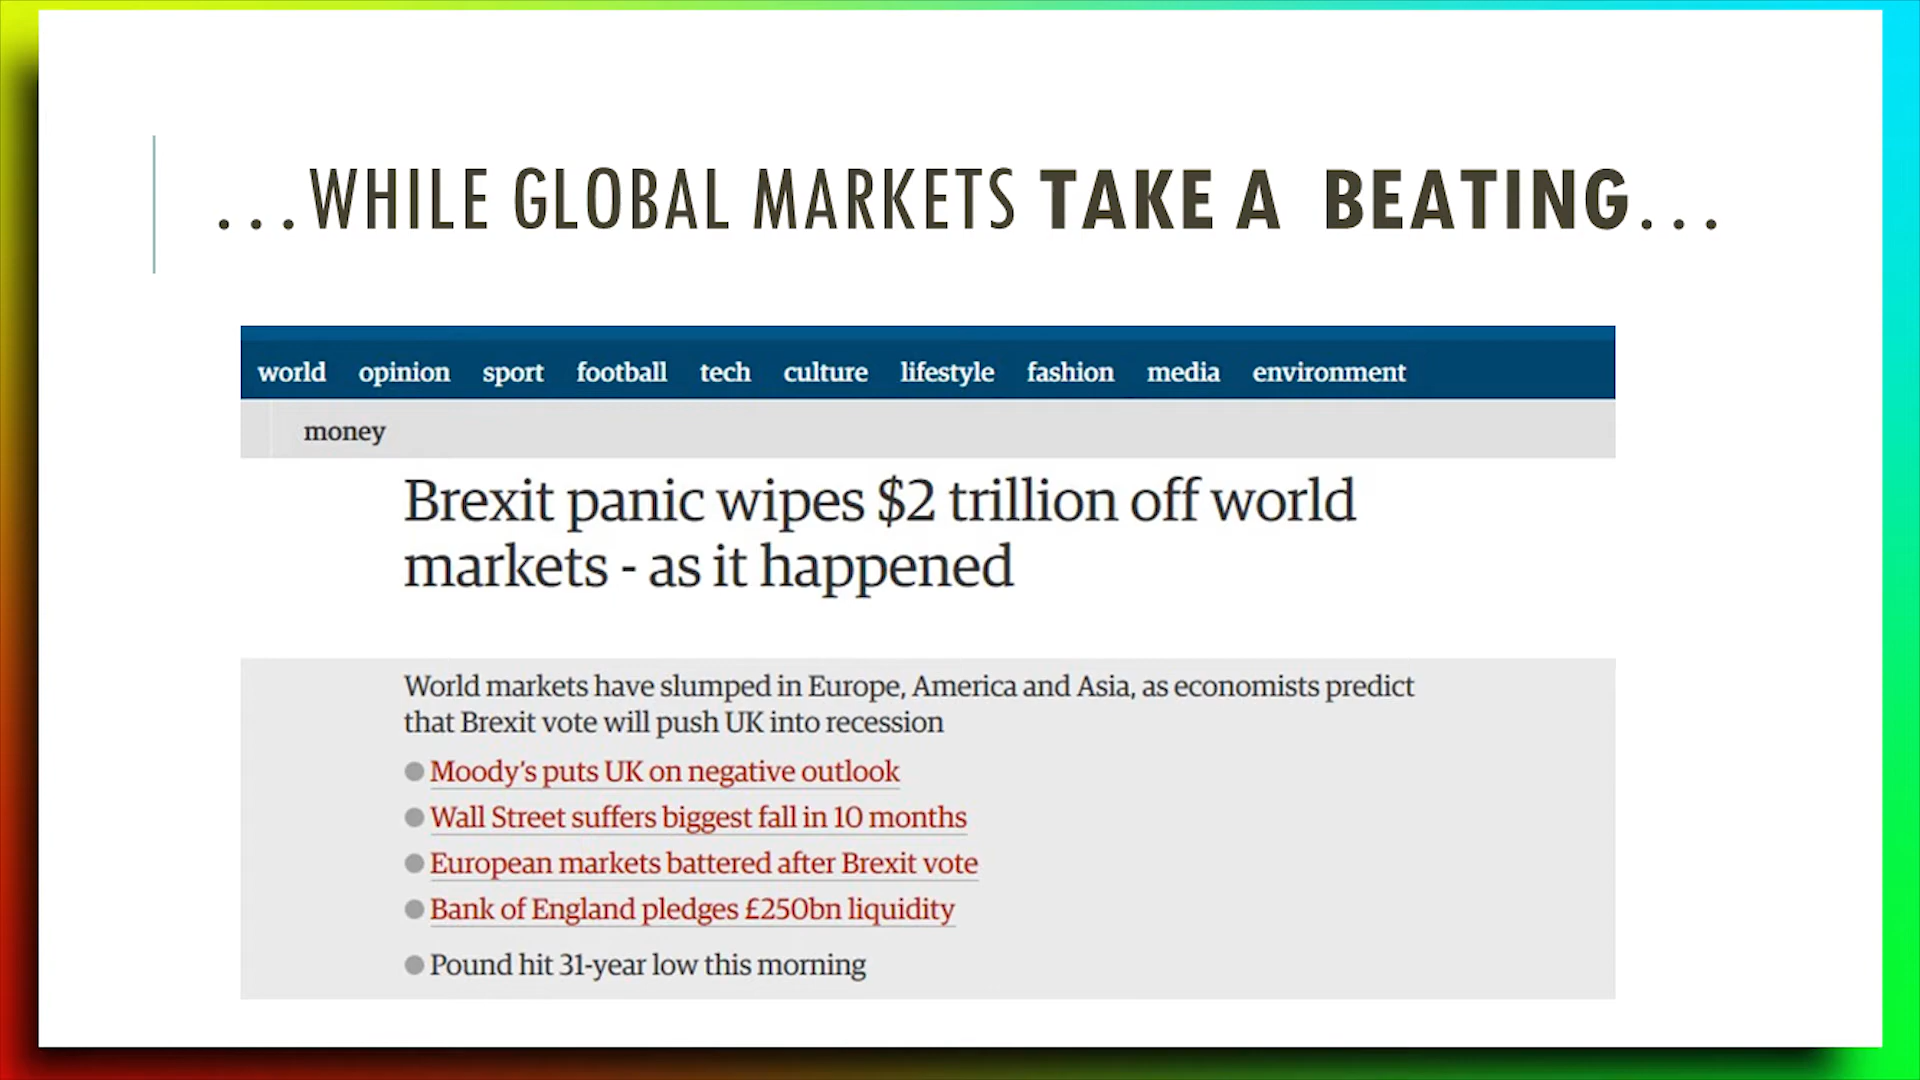 ...WHILE GLOBAL MARKETS TAKE A BEATING...
world opinion sport football tech culture lifestyle fashion media environment
money
Brexit panic wipes $2 trillion off world
markets - as it happened
World markets have slumped in Europe, America and Asia, as economists predict
that Brexit vote will push UK into recession
Moody's puts UK on negative outlook
Wall Street suffers biggest fall in 10 months
European markets battered after Brexit vote
Bank of England pledges £250bn liquidity
Pound hit 31-year low this morning